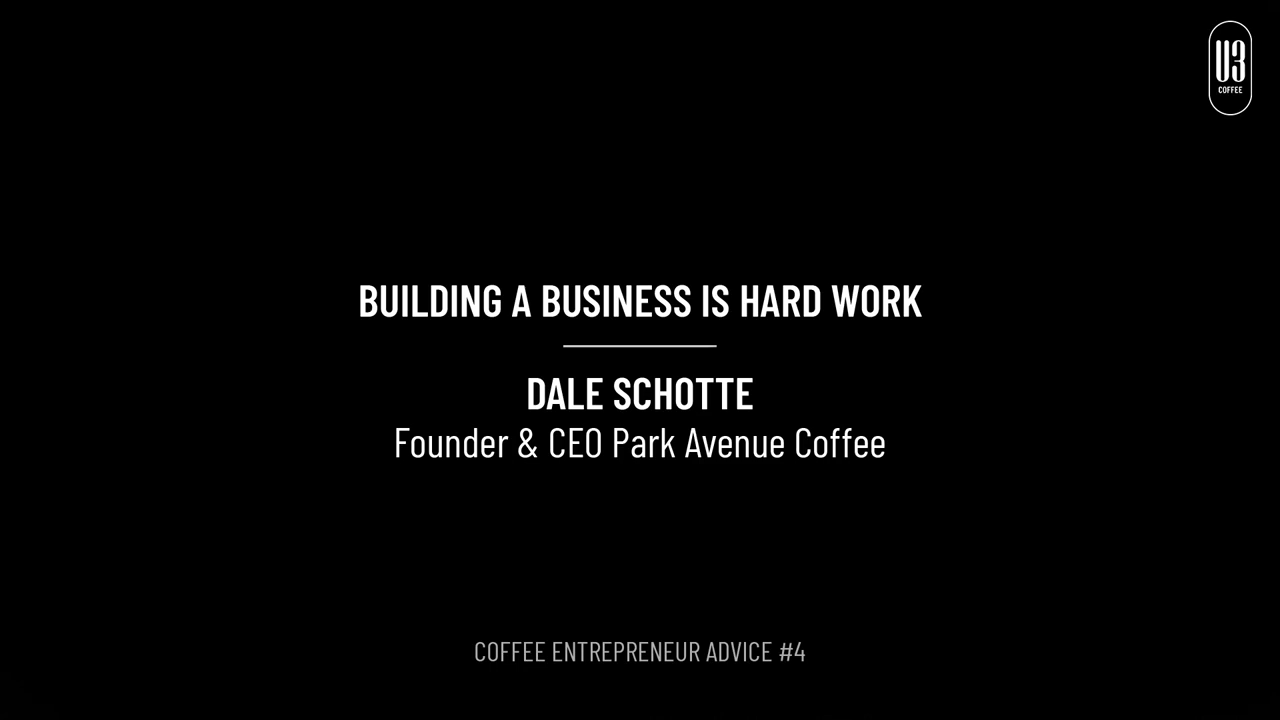 U3
COFFEE
BUILDING A BUSINESS IS HARD WORK
DALE SCHOTTE
Founder & CEO Park Avenue Coffee
COFFEE ENTREPRENEUR ADVICE #4